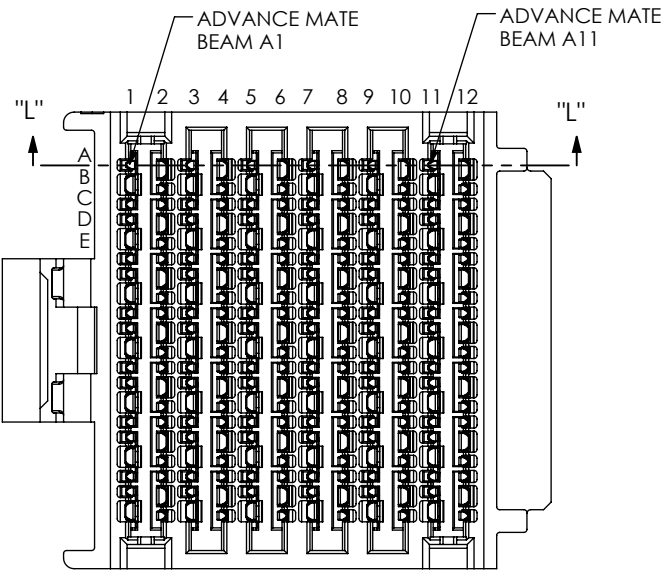 ADVANCE MATE
BEAM A1
ADVANCE MATE
BEAM A11
1 2 3 4 5 6 7 8 9 10 11 12
"L" "L"
A
B
C
D
E